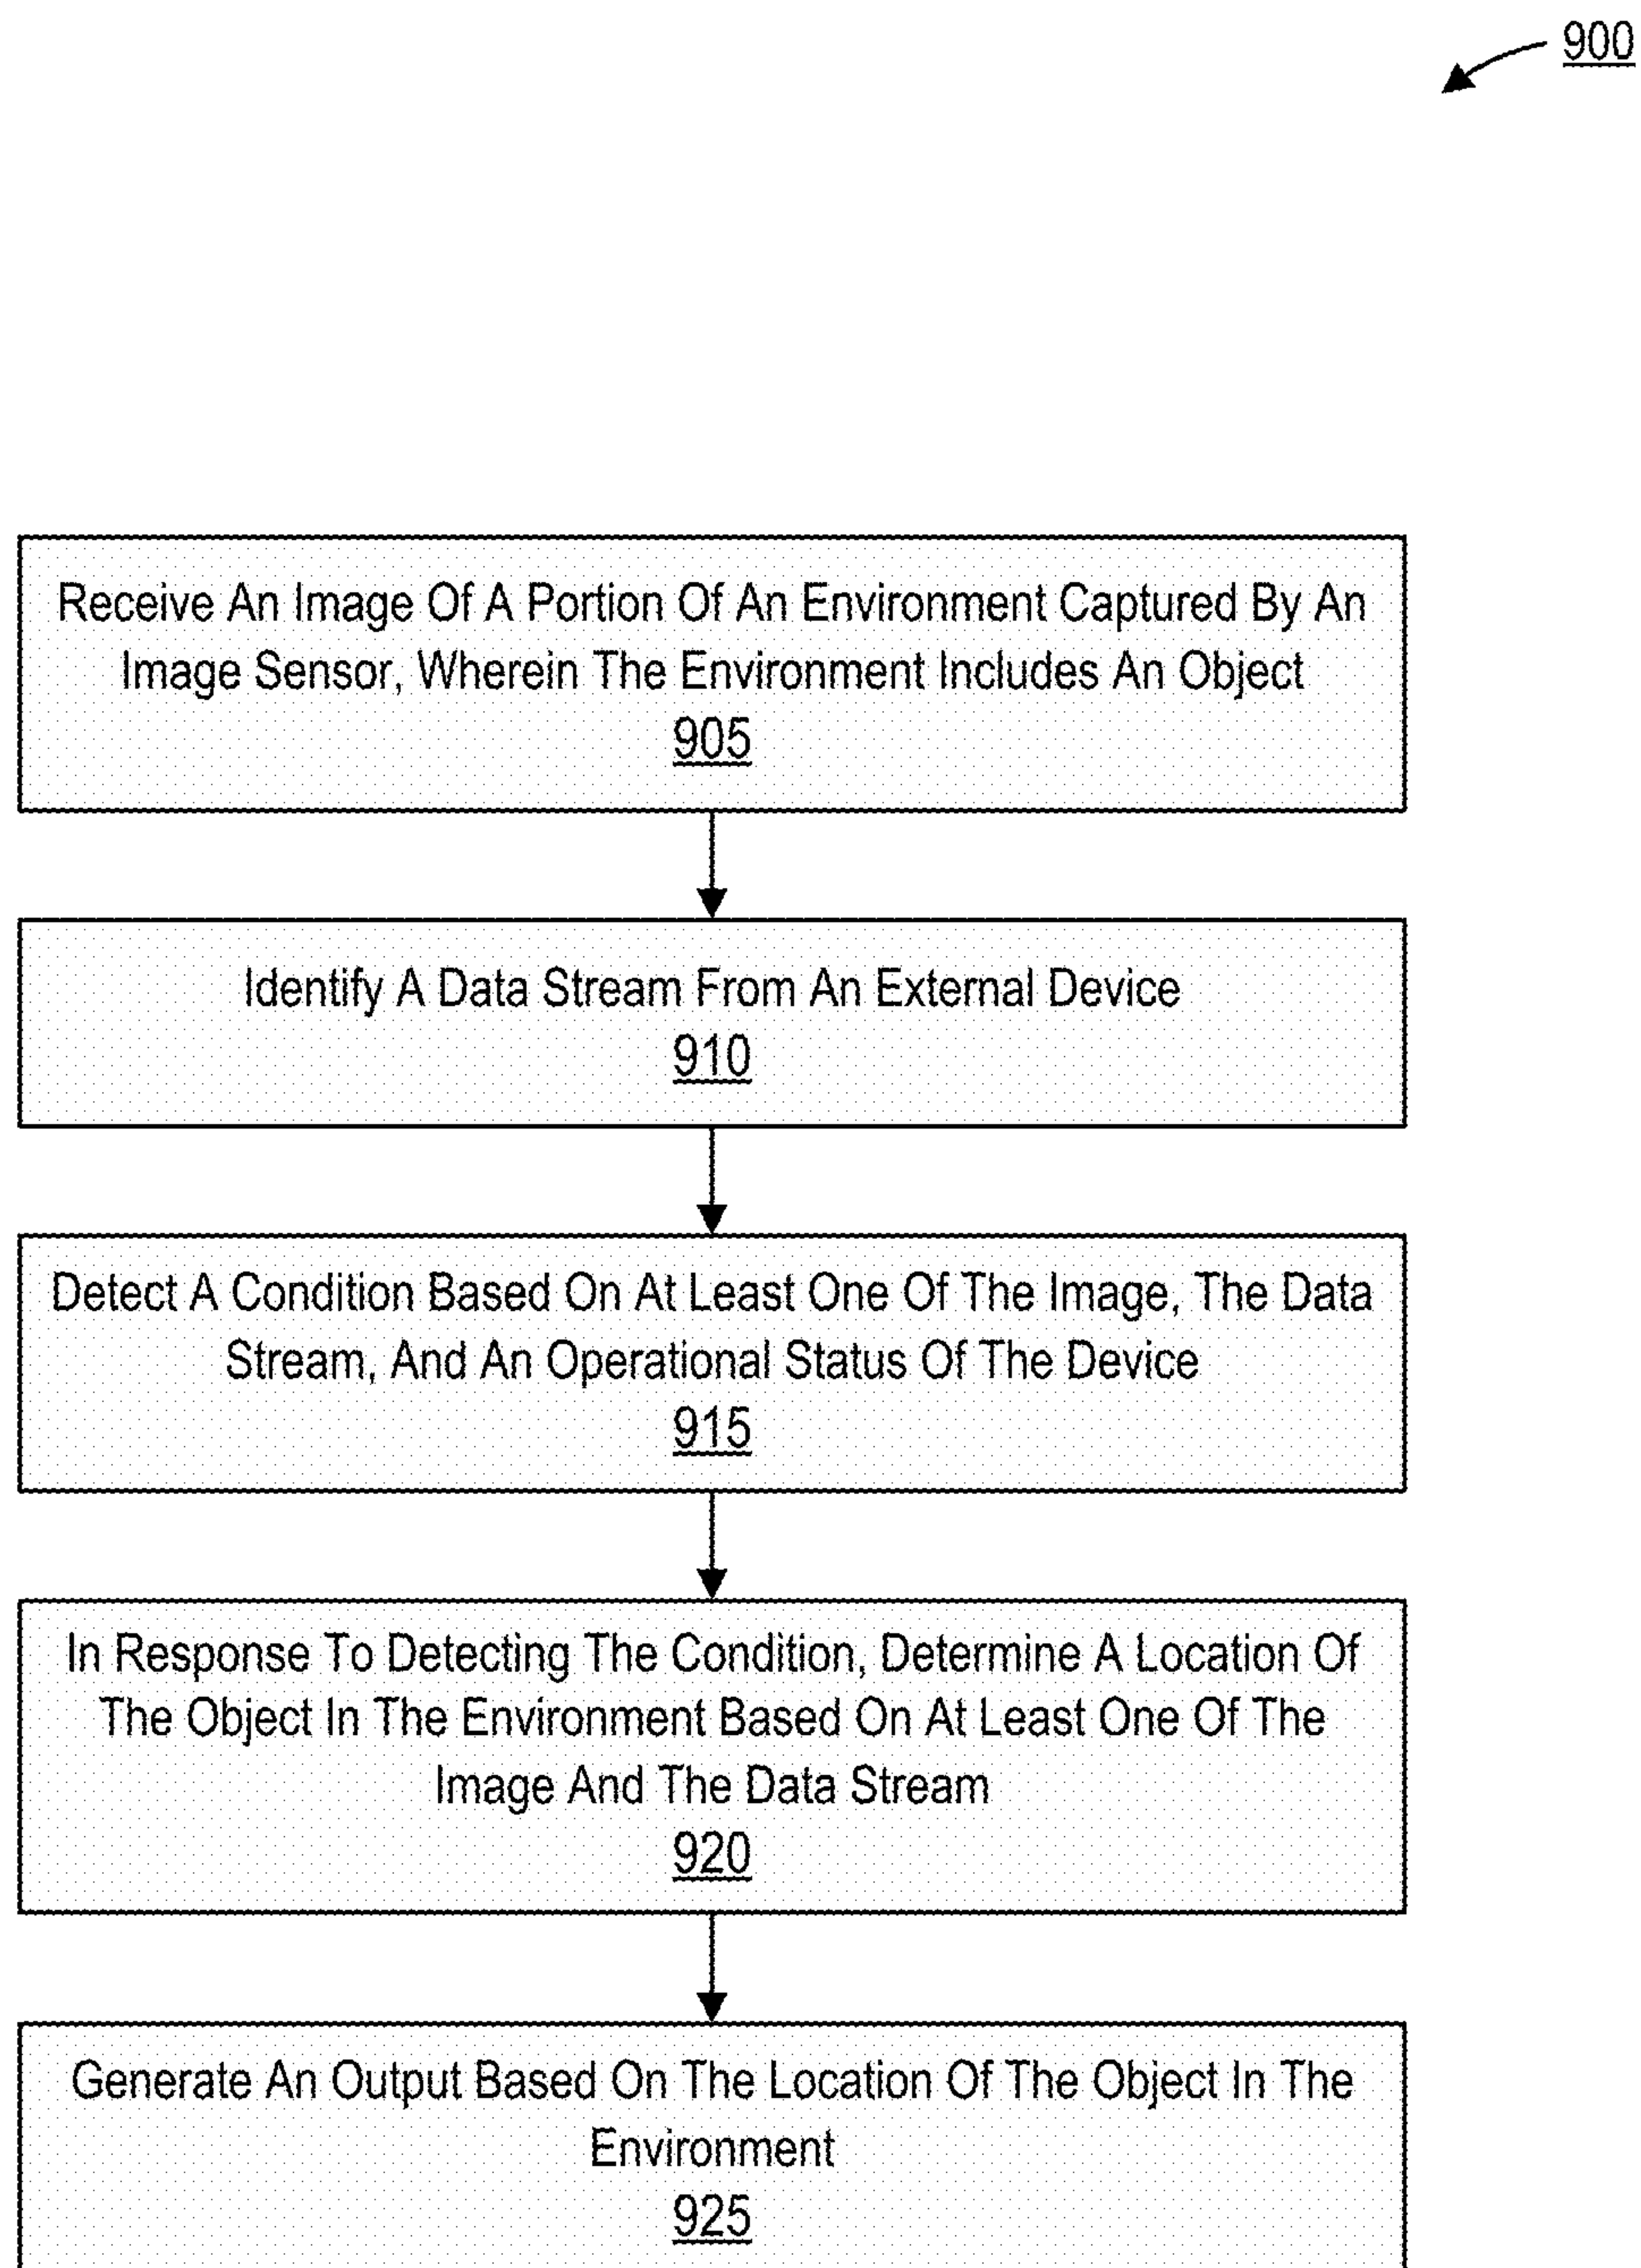 900
Receive An Image Of A Portion Of An Environment Captured By An
Image Sensor, Wherein The Environment Includes An Object
905
Identify A Data Stream From An External Device
910
Detect A Condition Based On At Least One Of The Image, The Data
Stream, And An Operational Status Of The Device
915
In Response To Detecting The Condition, Determine A Location Of
The Object In The Environment Based On At Least One Of The
Image And The Data Stream
920
Generate An Output Based On The Location Of The Object In The
Environment
925